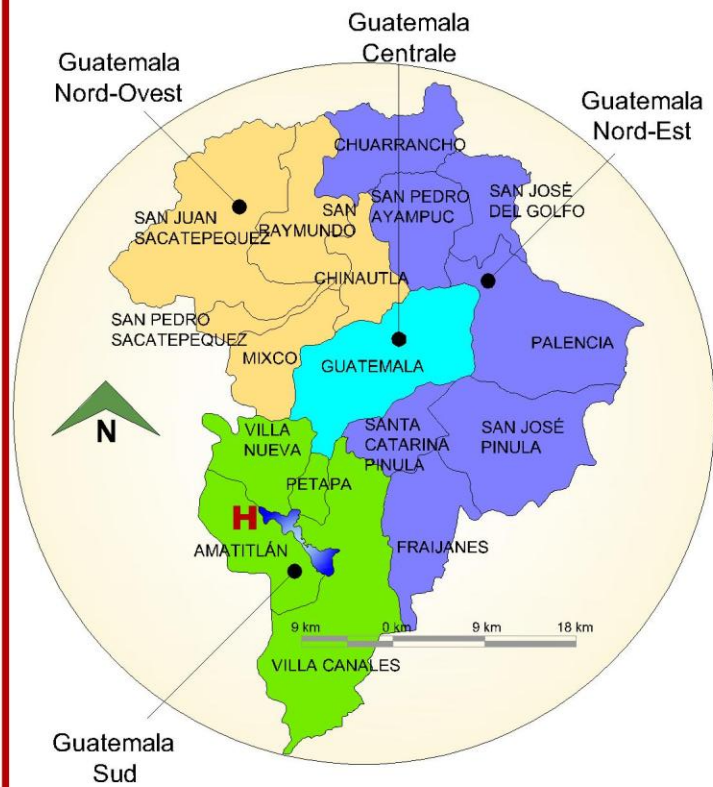 Guatemala
Centrale
Guatemala
Nord-Ovest
Guatemala
Nord-Est
CHUARRANCHO
SAN JUAN
SACATEPEQUEZ
RAYMUNDO
SAN
SAN PEDRO
AYAMPUC
SAN JOSÉ
DEL GOLFO
CHINAUTLA
SAN PEDRO
SACATEPEQUEZ
MIXCO
GUATEMALA
PALENCIA
N
VILLA
NUEVA
SANTA
CATARINA
PINULA
SAN JOSÉ
PINULA
PETAPA
H
AMATITLÁN
FRAIJANES
9 km 0 km 9 km 18 km
VILLA CANALES
Guatemala
Sud